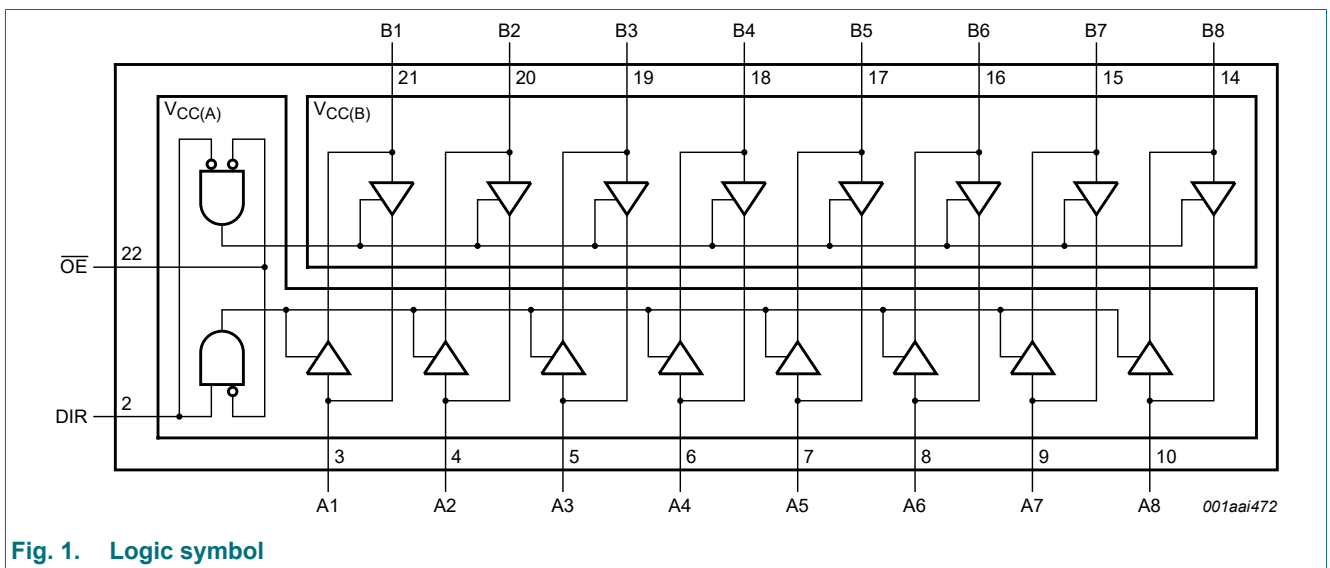 B1 B2 B3 B4 B5 B6 B7 B8
21 20 19 18 17 16 15 14
VCC(A) VCC(B)
22
OE
2
DIR
3 4 5 6 7 8 9 10
A1 A2 A3 A4 A5 A6 A7 A8 001aai472
Fig. 1. Logic symbol